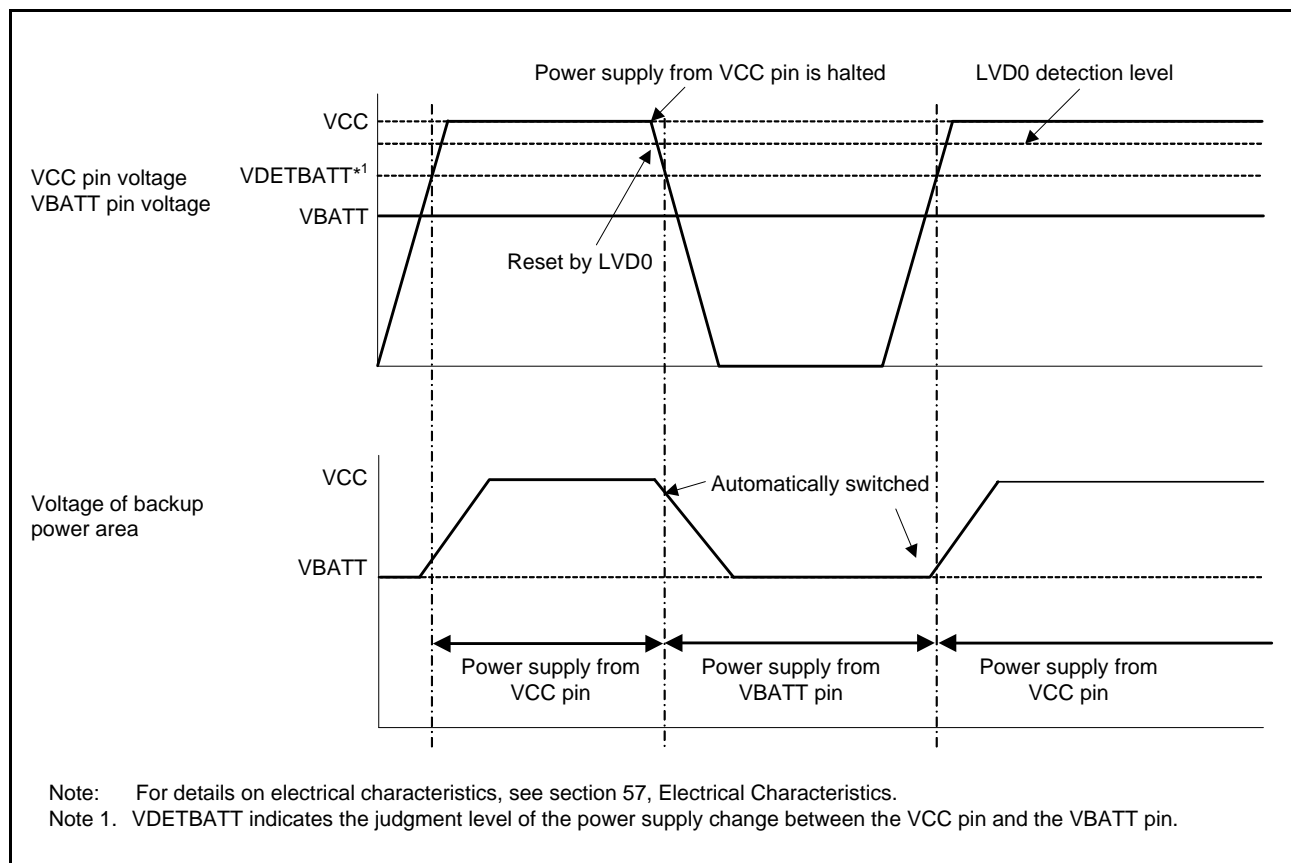 Power supply from VCC pin is halted
LVD0 detection level
VCC
VDETBATT*1
VCC pin voltage
VBATT pin voltage
VBATT
Reset by LVD0
VCC
Automatically switched
Voltage of backup
power area
VBATT
Power supply from
VCC pin
Power supply from
VBATT pin
Power supply from
VCC pin
Note: For details on electrical characteristics, see section 57, Electrical Characteristics.
Note 1. VDETBATT indicates the judgment level of the power supply change between the VCC pin and the VBATT pin.